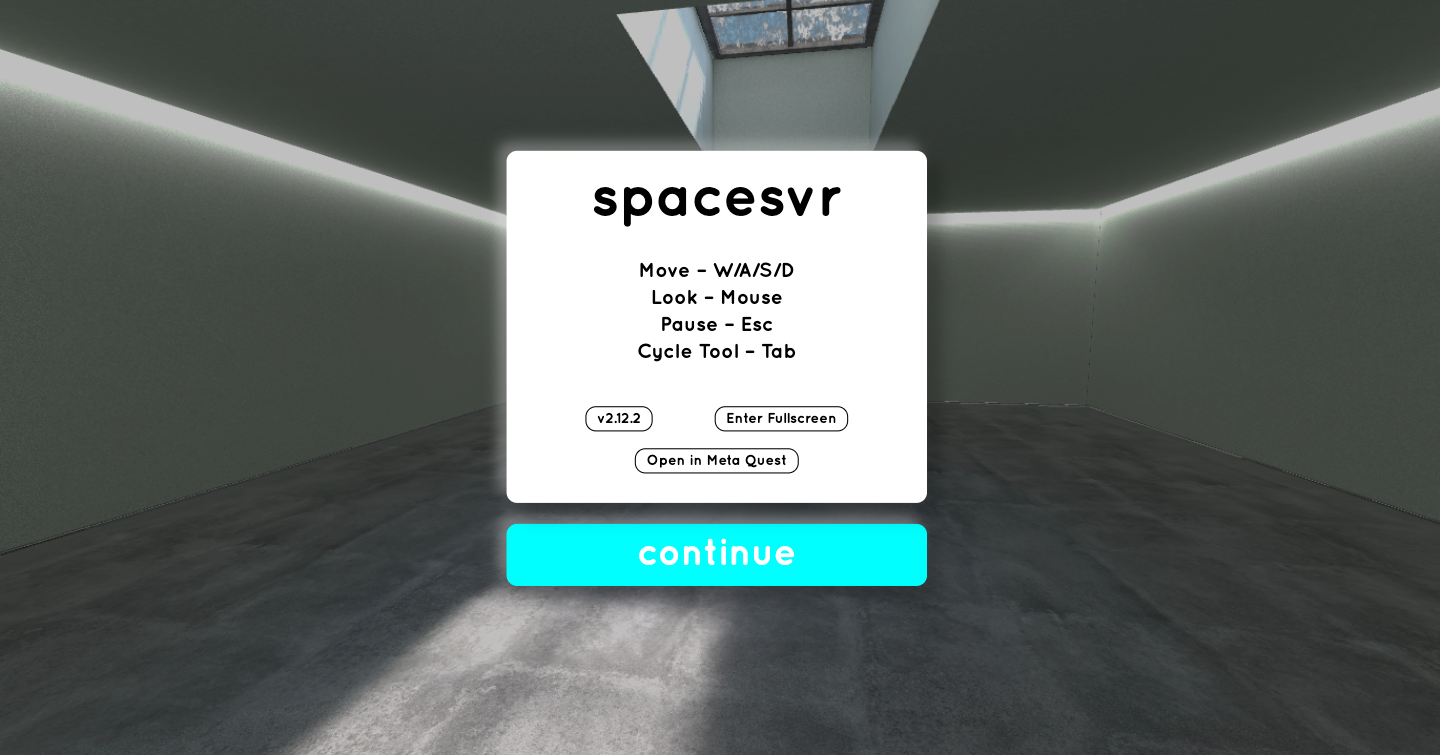 spacesvr
Move – W/A/S/D
Look – Mouse
Pause – Esc
Cycle Tool – Tab
v2.12.2
Enter Fullscreen
Open in Meta Quest
continue